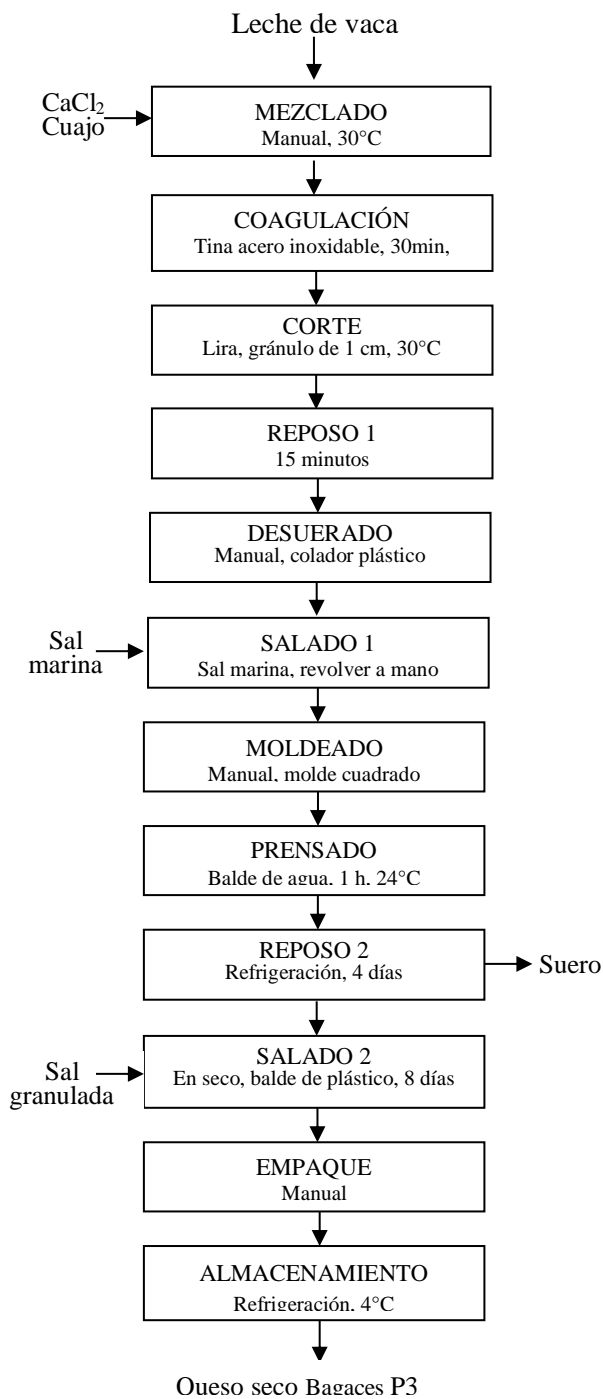 Leche de vaca
CaCl₂
Cuajo
MEZCLADO
Manual, 30°C
COAGULACIÓN
Tina acero inoxidable, 30min,
CORTE
Lira, gránulo de 1 cm, 30°C
REPOSO 1
15 minutos
DESUERADO
Manual, colador plástico
Sal
marina
SALADO 1
Sal marina, revolver a mano
MOLDEADO
Manual, molde cuadrado
PRENSADO
Balde de agua, 1 h, 24°C
REPOSO 2
Refrigeración, 4 días
Suero
Sal
granulada
SALADO 2
En seco, balde de plástico, 8 días
EMPAQUE
Manual
ALMACENAMIENTO
Refrigeración, 4°C
Queso seco Bagaces P3